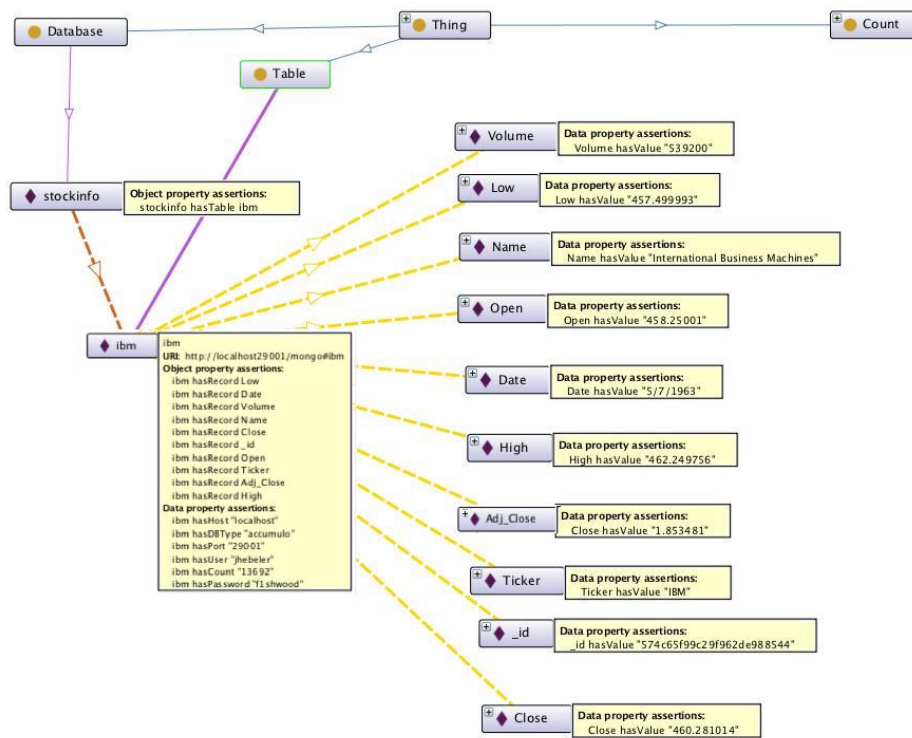 Thing
Database
Count
Table
Volume
Data property assertions:
Volume hasValue "539200"
Low
Data property assertions:
Low hasValue "457.499993"
stockinfo
Object property assertions:
stockinfo hasTable ibm
Name
Data property assertions:
Name hasValue "International Business Machines"
Open
Data property assertions:
Open hasValue "458.25001"
ibm
ibm
URI: http://localhost29001/mongo#ibm
Object property assertions:
ibm hasRecord Low
ibm hasRecord Date
ibm hasRecord Volume
ibm hasRecord Name
ibm hasRecord Close
ibm hasRecord _id
ibm hasRecord Open
ibm hasRecord Ticker
ibm hasRecord Adj_Close
ibm hasRecord High
Data property assertions:
ibm hasHost "localhost"
ibm hasDBType "accumulo"
ibm hasPort "29001"
ibm hasUser "jhebeler"
ibm hasCount "13692"
ibm hasPassword "f1shwood"
Date
Data property assertions:
Date hasValue "5/7/1963"
High
Data property assertions:
High hasValue "462.249756"
Adj_Close
Data property assertions:
Close hasValue "1.853481"
Ticker
Data property assertions:
Ticker hasValue "IBM"
_id
Data property assertions:
_id hasValue "574c65f99c29f962de988544"
Close
Data property assertions:
Close hasValue "460.281014"